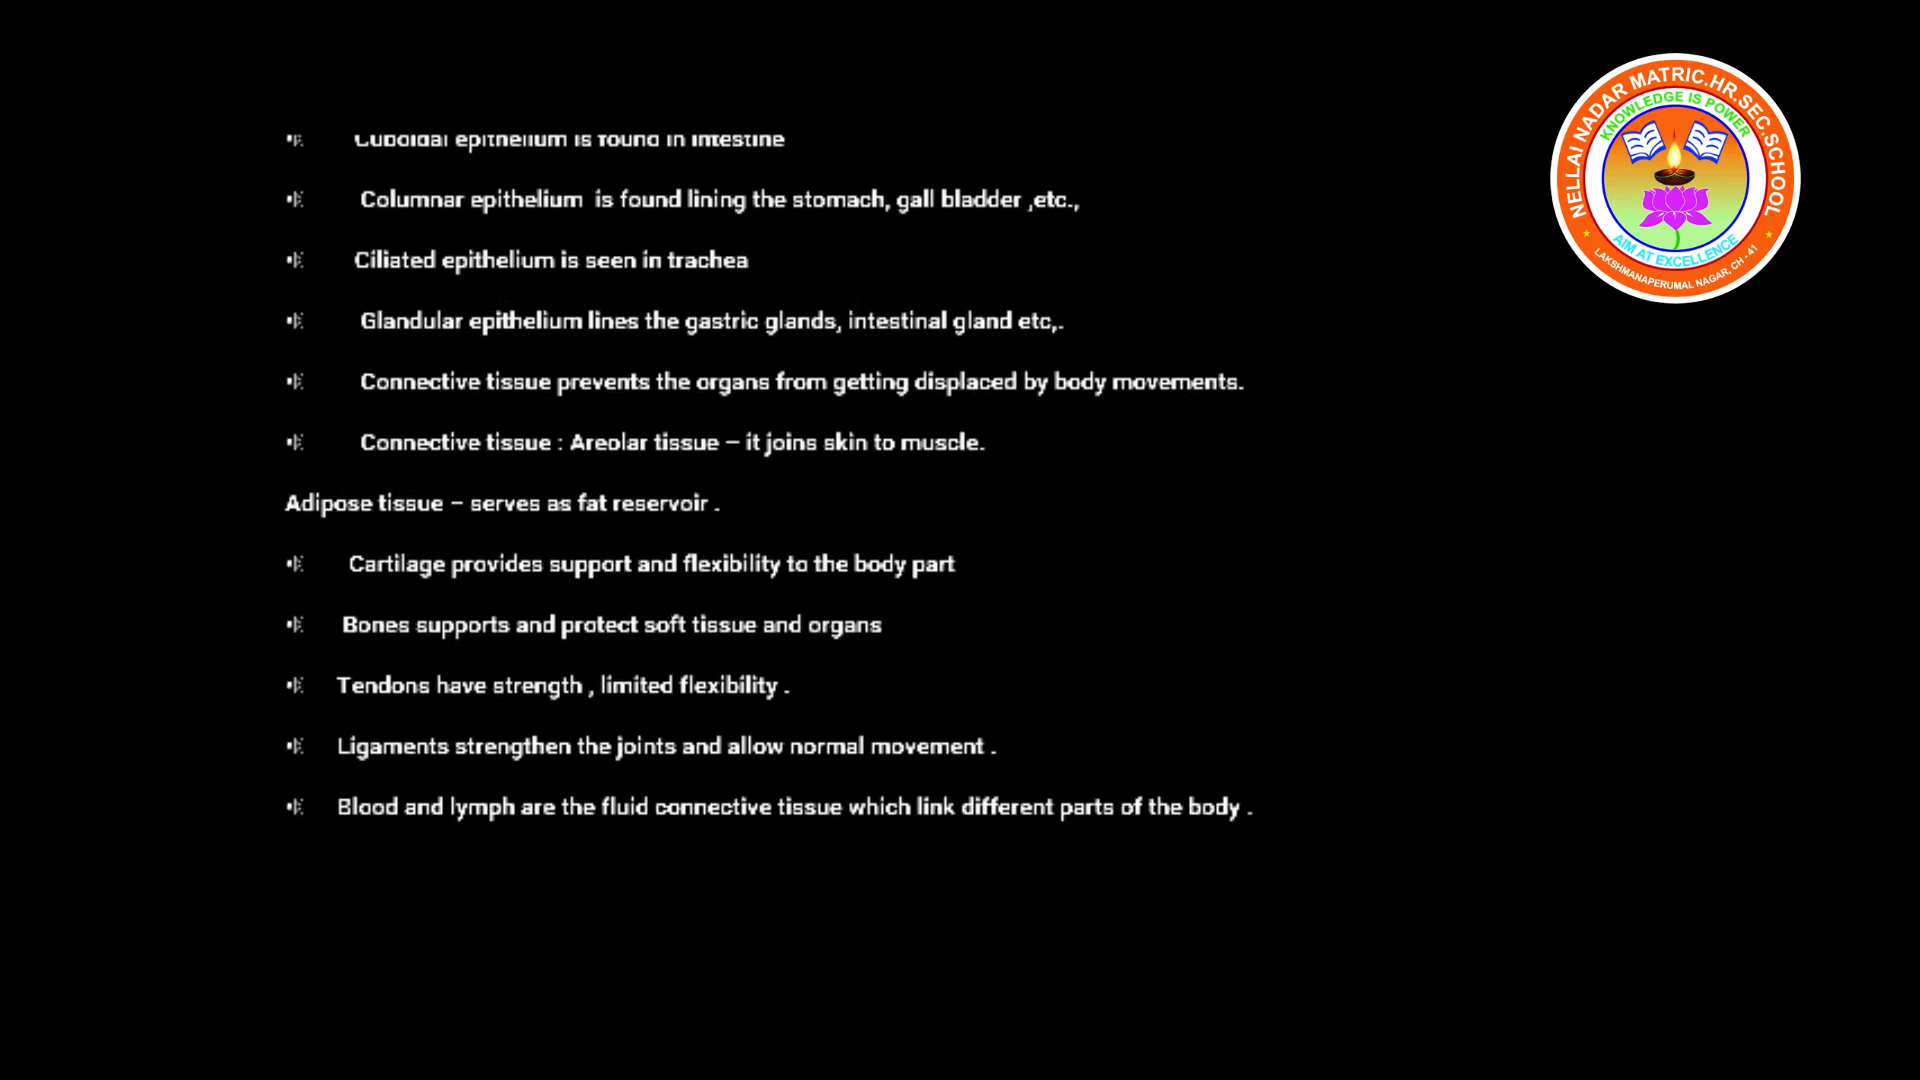 Cuboidal epithelium is found in intestine
Columnar epithelium is found lining the stomach, gall bladder ,etc.,
Ciliated epithelium is seen in trachea
Glandular epithelium lines the gastric glands, intestinal gland etc,.
Connective tissue prevents the organs from getting displaced by body movements.
Connective tissue : Areolar tissue – it joins skin to muscle.
Adipose tissue – serves as fat reservoir .
Cartilage provides support and flexibility to the body part
Bones supports and protect soft tissue and organs
Tendons have strength , limited flexibility .
Ligaments strengthen the joints and allow normal movement .
Blood and lymph are the fluid connective tissue which link different parts of the body .
NELLAI NADAR MATRIC.HR.SEC.SCHOOL
KNOWLEDGE IS POWER
AIM AT EXCELLENCE
LAKSHMANAPERUMAL NAGAR, CH - 41